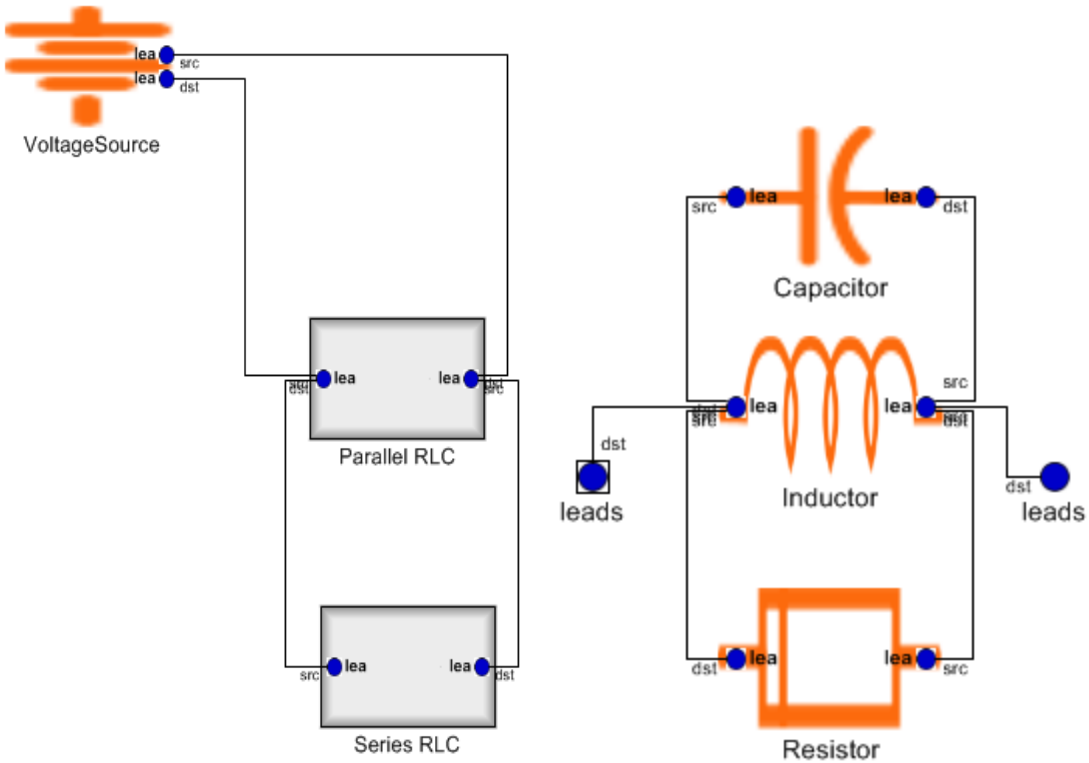 lea
src
lea
dst
VoltageSource
src lea lea dst
Capacitor
lea lea
dst src
Parallel RLC
src
lea lea
src dst
dst
leads
Inductor
dst
leads
lea lea
src dst
Series RLC
lea lea
dst src
Resistor